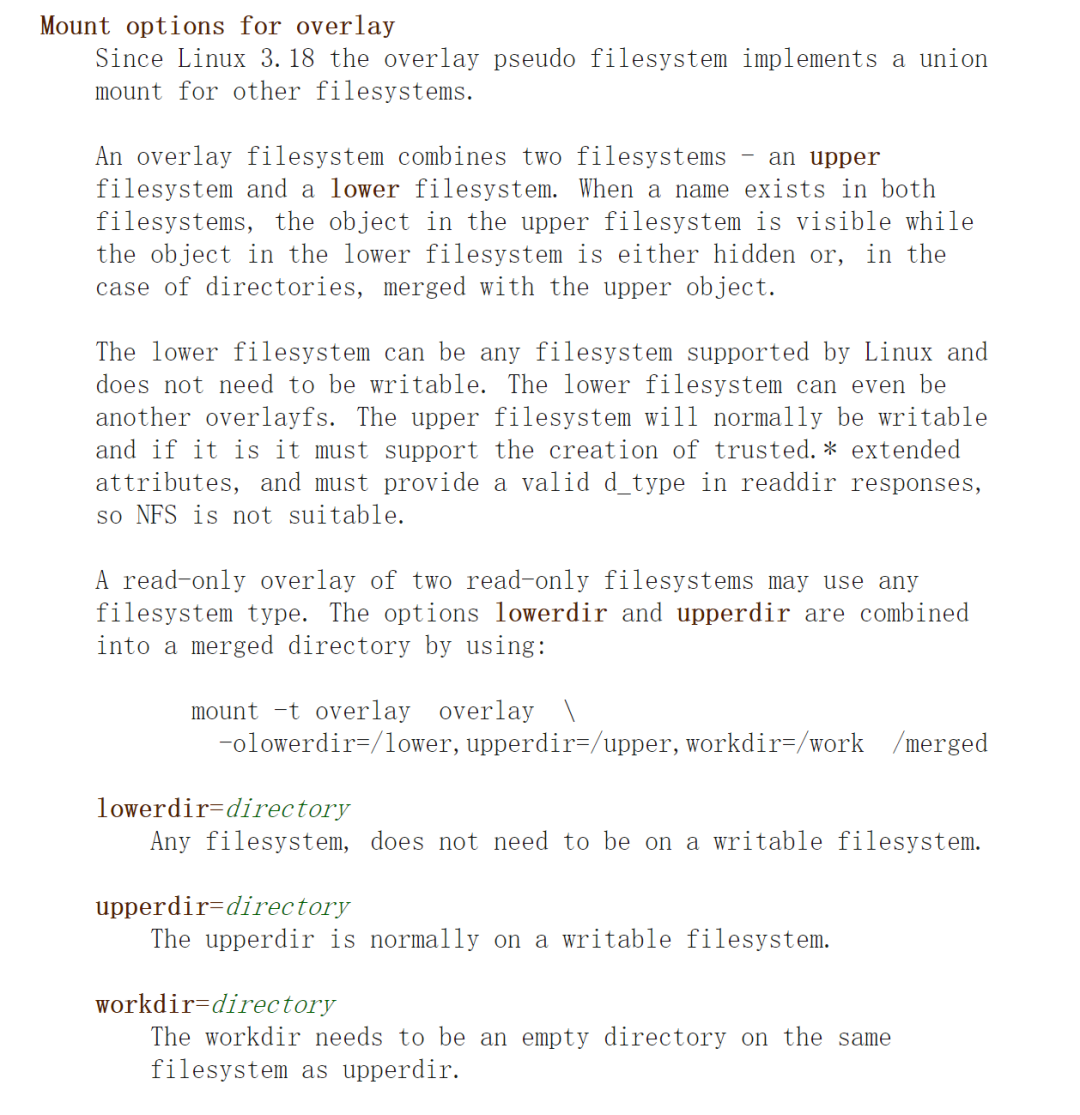 Mount options for overlay
Since Linux 3.18 the overlay pseudo filesystem implements a union
mount for other filesystems.
An overlay filesystem combines two filesystems - an upper
filesystem and a lower filesystem. When a name exists in both
filesystems, the object in the upper filesystem is visible while
the object in the lower filesystem is either hidden or, in the
case of directories, merged with the upper object.
The lower filesystem can be any filesystem supported by Linux and
does not need to be writable. The lower filesystem can even be
another overlayfs. The upper filesystem will normally be writable
and if it is it must support the creation of trusted.* extended
attributes, and must provide a valid d_type in readdir responses,
so NFS is not suitable.
A read-only overlay of two read-only filesystems may use any
filesystem type. The options lowerdir and upperdir are combined
into a merged directory by using:
mount -t overlay  overlay  \
-olowerdir=/lower,upperdir=/upper,workdir=/work  /merged
lowerdir=directory
Any filesystem, does not need to be on a writable filesystem.
upperdir=directory
The upperdir is normally on a writable filesystem.
workdir=directory
The workdir needs to be an empty directory on the same
filesystem as upperdir.